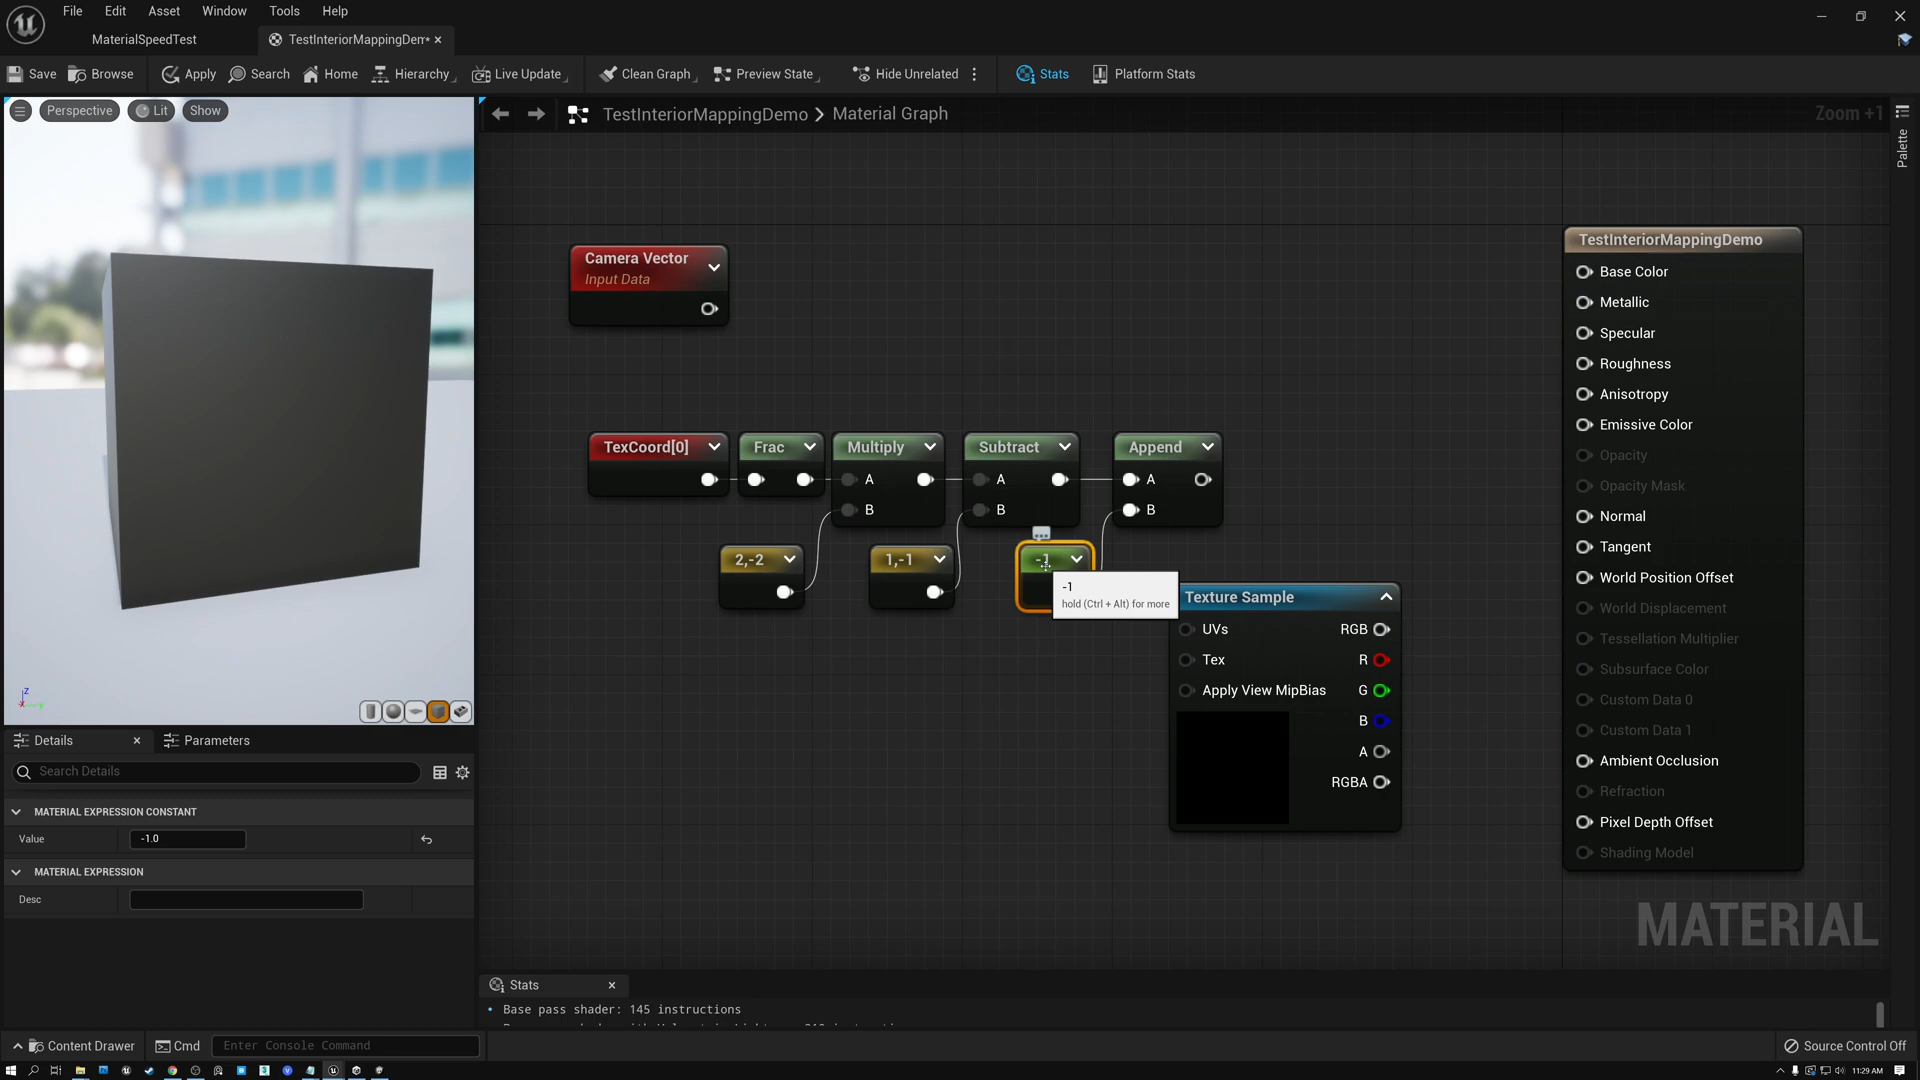 File Edit Asset Window Tools Help
MaterialSpeedTest
TestInteriorMappingDem*
Save
Browse
Apply
Search
Home
Hierarchy
Live Update
Clean Graph
Preview State
Hide Unrelated
Stats
Platform Stats
Perspective
Lit
Show
TestInteriorMappingDemo > Material Graph
Zoom +1
Palette
Camera Vector
Input Data
TexCoord[0]
Frac
Multiply
A
B
Subtract
A
B
Append
A
B
2,-2
1,-1
-1
-1
hold (Ctrl + Alt) for more
Texture Sample
UVs
RGB
Tex
R
Apply View MipBias
G
B
A
RGBA
TestInteriorMappingDemo
Base Color
Metallic
Specular
Roughness
Anisotropy
Emissive Color
Opacity
Opacity Mask
Normal
Tangent
World Position Offset
World Displacement
Tessellation Multiplier
Subsurface Color
Custom Data 0
Custom Data 1
Ambient Occlusion
Refraction
Pixel Depth Offset
Shading Model
MATERIAL
Z
Details
Parameters
Search Details
MATERIAL EXPRESSION CONSTANT
Value
-1.0
MATERIAL EXPRESSION
Desc
Stats
Base pass shader: 145 instructions
Content Drawer
Cmd
Enter Console Command
Source Control Off
11:29 AM